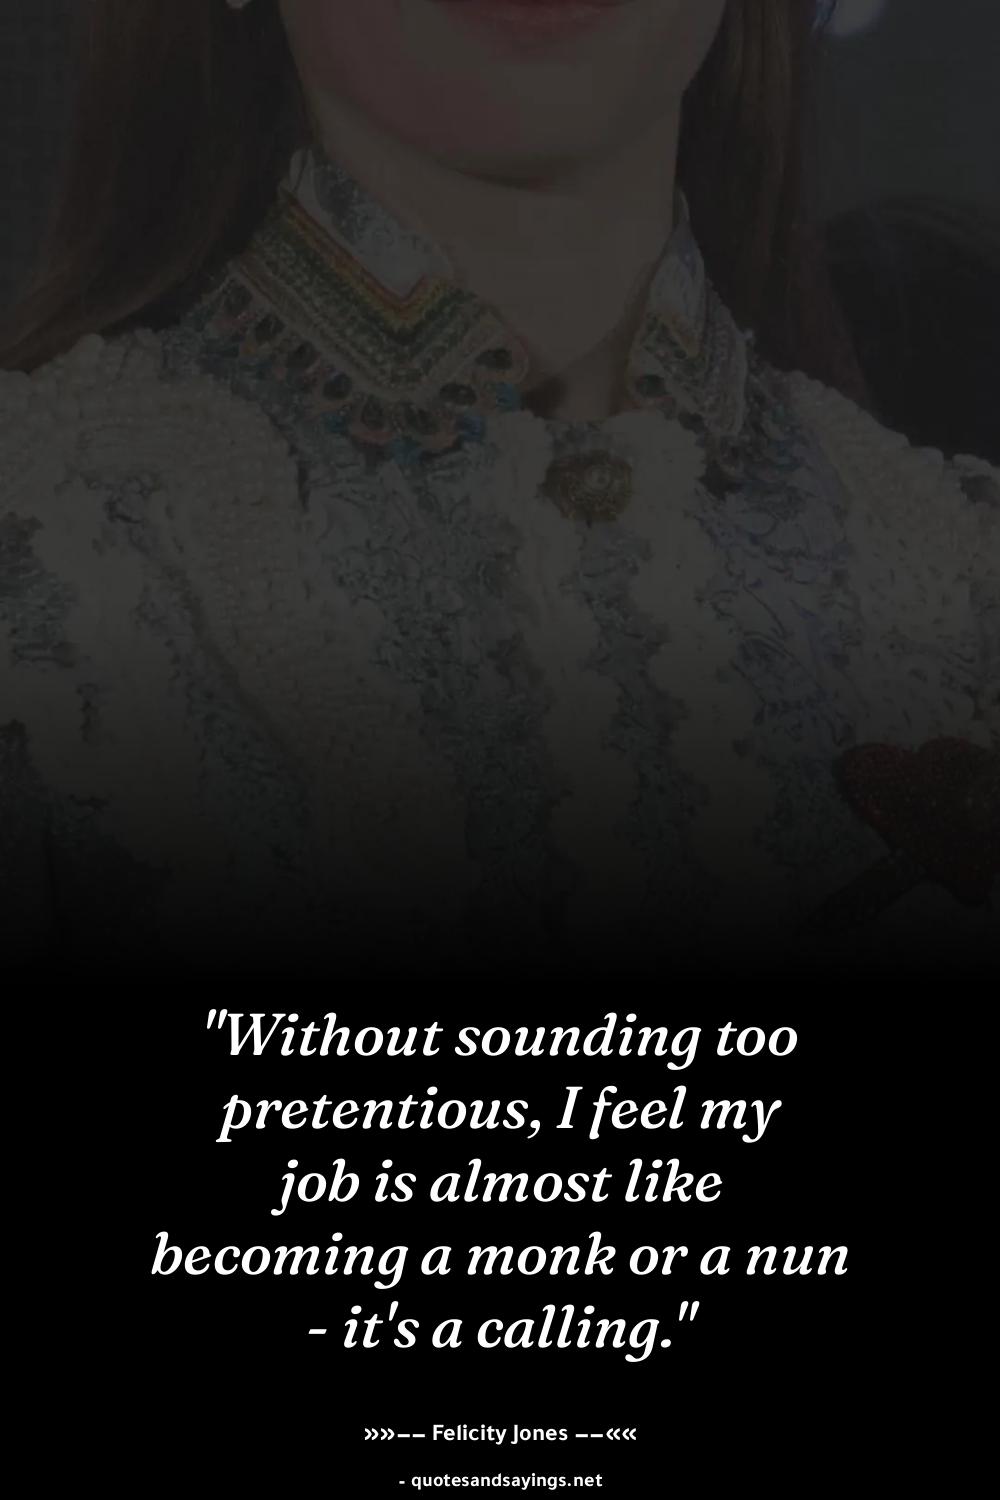 "Without sounding too
pretentious, I feel my
job is almost like
becoming a monk or a nun
- it's a calling."
»»−− Felicity Jones −−««
- quotesandsayings.net